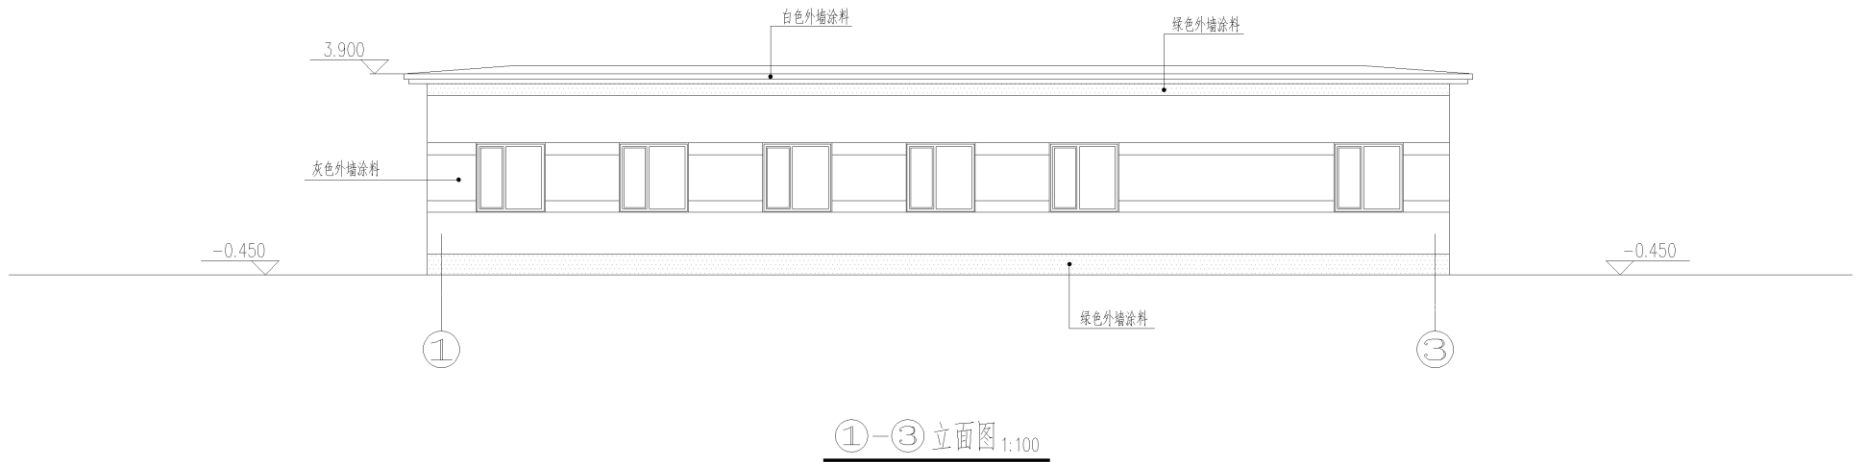 白色外墙涂料
绿色外墙涂料
3.900
灰色外墙涂料
-0.450
-0.450
绿色外墙涂料
①
③
①-③ 立面图 1:100